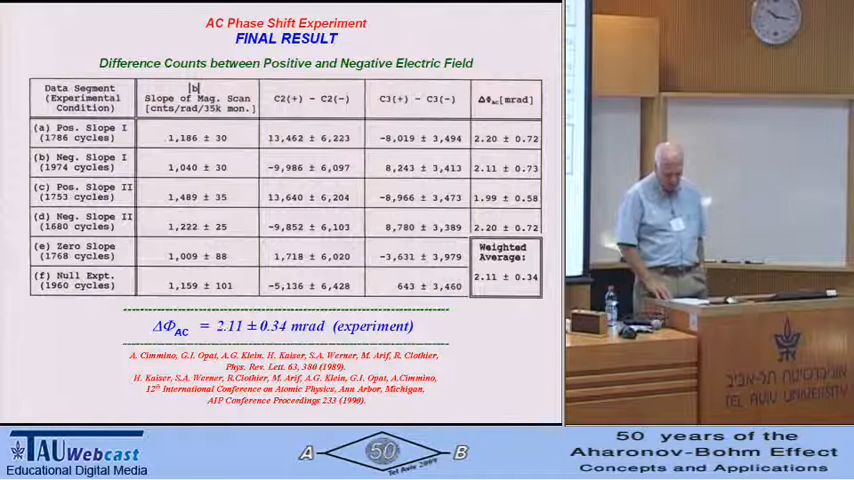 AC Phase Shift Experiment
FINAL RESULT
Difference Counts between Positive and Negative Electric Field
Data Segment (Experimental Condition) |b| Slope of Mag. Scan [cnts/rad/35k mon.] C2(+) - C2(-) C3(+) - C3(-) ΔΦAC[mrad]
(a) Pos. Slope I (1786 cycles) 1,186 ± 30 13,462 ± 6,223 -8,019 ± 3,494 2.20 ± 0.72
(b) Neg. Slope I (1974 cycles) 1,040 ± 30 -9,986 ± 6,097 8,243 ± 3,413 2.11 ± 0.73
(c) Pos. Slope II (1753 cycles) 1,489 ± 35 13,640 ± 6,204 -8,966 ± 3,473 1.99 ± 0.58
(d) Neg. Slope II (1680 cycles) 1,222 ± 25 -9,852 ± 6,103 8,780 ± 3,389 2.20 ± 0.72
(e) Zero Slope (1768 cycles) 1,009 ± 88 1,718 ± 6,020 -3,631 ± 3,979
(f) Null Expt. (1960 cycles) 1,159 ± 101 -5,136 ± 6,428 643 ± 3,460
Weighted Average:
2.11 ± 0.34
ΔΦAC = 2.11 ± 0.34 mrad (experiment)
A. Cimmino, G.I. Opat, A.G. Klein, H. Kaiser, S.A. Werner, M. Arif, R. Clothier,
Phys. Rev. Lett. 63, 380 (1989).
H. Kaiser, S.A. Werner, R.Clothier, M. Arif, A.G. Klein, G.I. Opat, A.Cimmino,
12th International Conference on Atomic Physics, Ann Arbor, Michigan,
AIP Conference Proceedings 233 (1990).
אוניברסיטת תל-אביב
TEL AVIV UNIVERSITY
TAU Webcast
Educational Digital Media
A 50 B
Tel Aviv 2009
50 years of the
Aharonov-Bohm Effect
Concepts and Applications